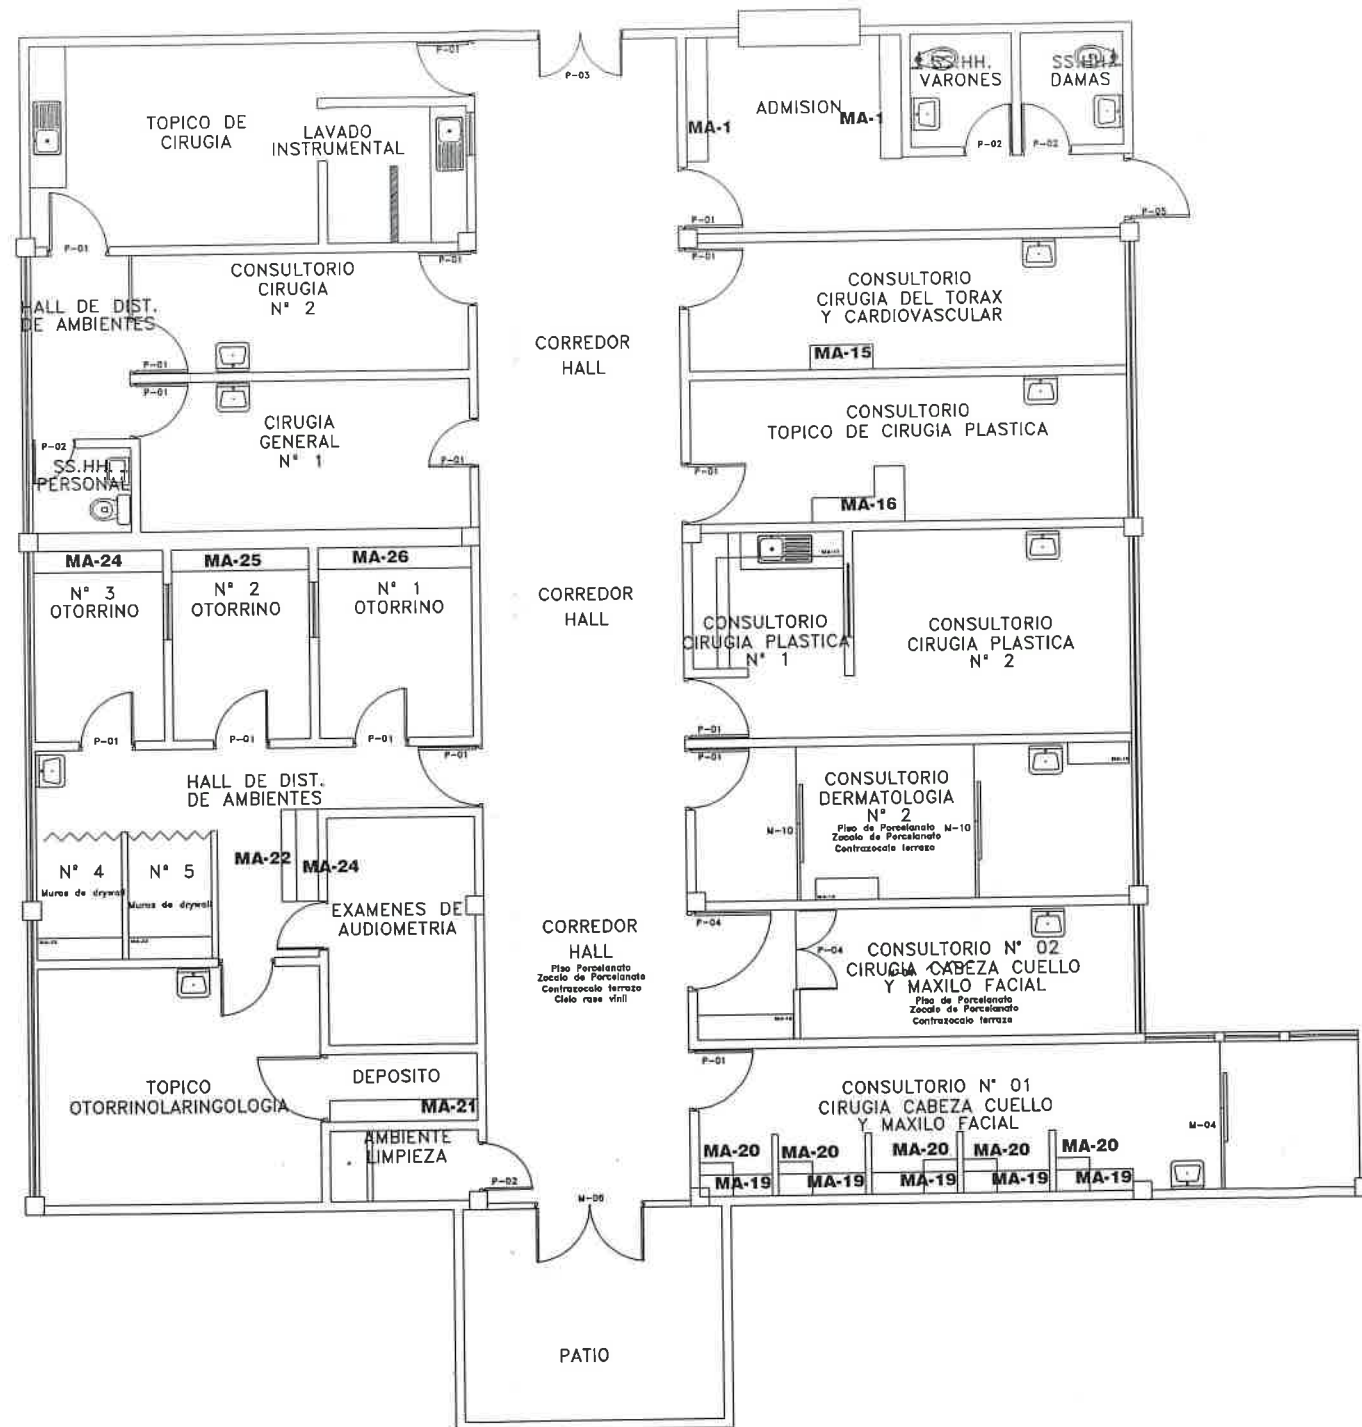 P-01
P-03
TOPICO DE
CIRUGIA
LAVADO
INSTRUMENTAL
MA-1
ADMISION
MA-1
SS.HH.
VARONES
SS.HH.
DAMAS
P-02
P-02
P-01
P-01
P-05
P-01
P-01
HALL DE DIST.
DE AMBIENTES
CONSULTORIO
CIRUGIA
N° 2
CORREDOR
HALL
CONSULTORIO
CIRUGIA DEL TORAX
Y CARDIOVASCULAR
MA-15
P-01
P-01
CIRUGIA
GENERAL
N° 1
P-01
P-02
SS.HH.
PERSONAL
CONSULTORIO
TOPICO DE CIRUGIA PLASTICA
P-01
MA-16
MA-24
MA-25
MA-26
N° 3
OTORRINO
N° 2
OTORRINO
N° 1
OTORRINO
CORREDOR
HALL
CONSULTORIO
CIRUGIA PLASTICA
N° 1
CONSULTORIO
CIRUGIA PLASTICA
N° 2
P-01
P-01
P-01
P-01
P-01
P-01
HALL DE DIST.
DE AMBIENTES
CONSULTORIO
DERMATOLOGIA
N° 2
Piso de Porcelanato
Zocalo de Porcelanato
Contrazocalo terrazo
M-10
M-10
N° 4
Muros de drywall
N° 5
Muros de drywall
MA-22
MA-24
EXAMENES DE
AUDIOMETRIA
CORREDOR
HALL
Piso Porcelanato
Zocalo de Porcelanato
Contrazocalo terrazo
Cielo rase vinil
P-04
P-04
CONSULTORIO N° 02
CIRUGIA CABEZA CUELLO
Y MAXILO FACIAL
Piso de Porcelanato
Zocalo de Porcelanato
Contrazocalo terrazo
TOPICO
OTORRINOLARINGOLOGIA
DEPOSITO
MA-21
AMBIENTE
LIMPIEZA
P-02
M-06
P-01
CONSULTORIO N° 01
CIRUGIA CABEZA CUELLO
Y MAXILO FACIAL
M-04
MA-20
MA-20
MA-20
MA-20
MA-20
MA-19
MA-19
MA-19
MA-19
MA-19
PATIO